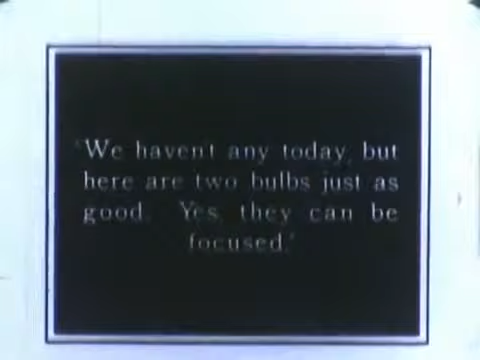 "We havent any today, but
here are two bulbs just as
good. Yes, they can be
focused."